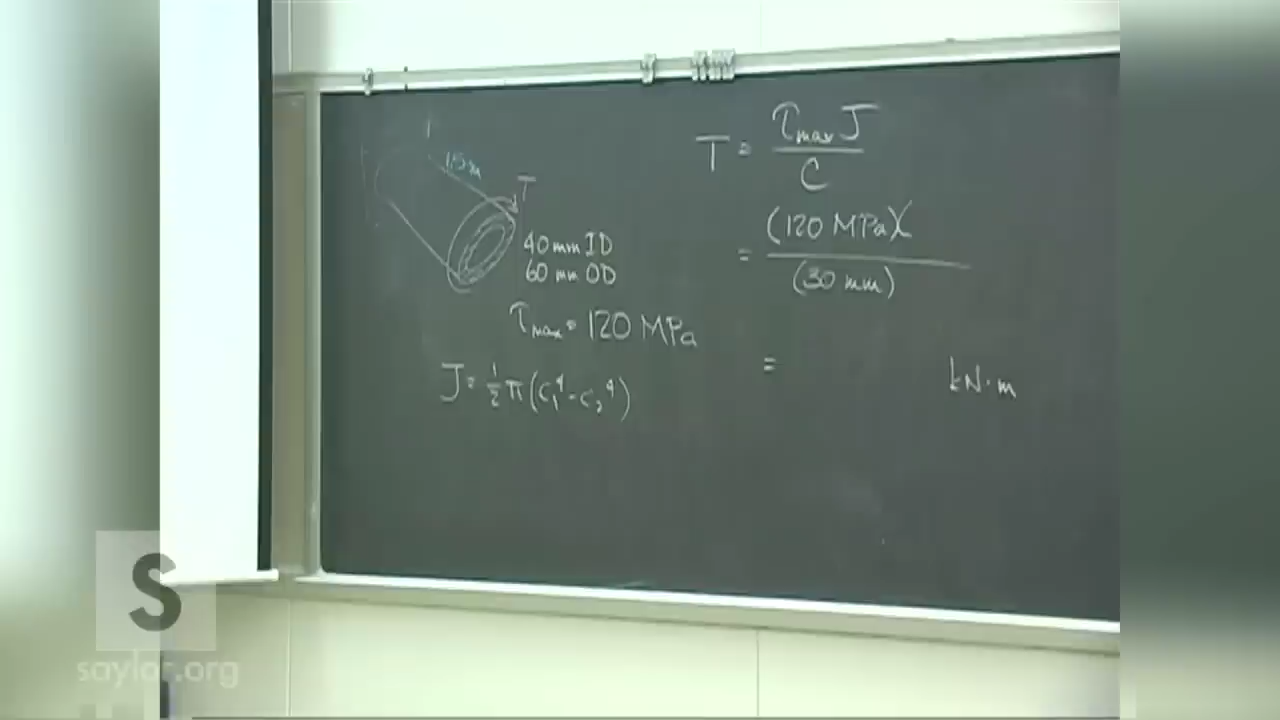 1.5 m
T
40 mm ID
60 mm OD
τmax = 120 MPa
J = 1/2 π (c₁⁴ - c₂⁴)
T = τmax J / C
= (120 MPa)( / (30 mm)
= kN·m
S
saylor.org